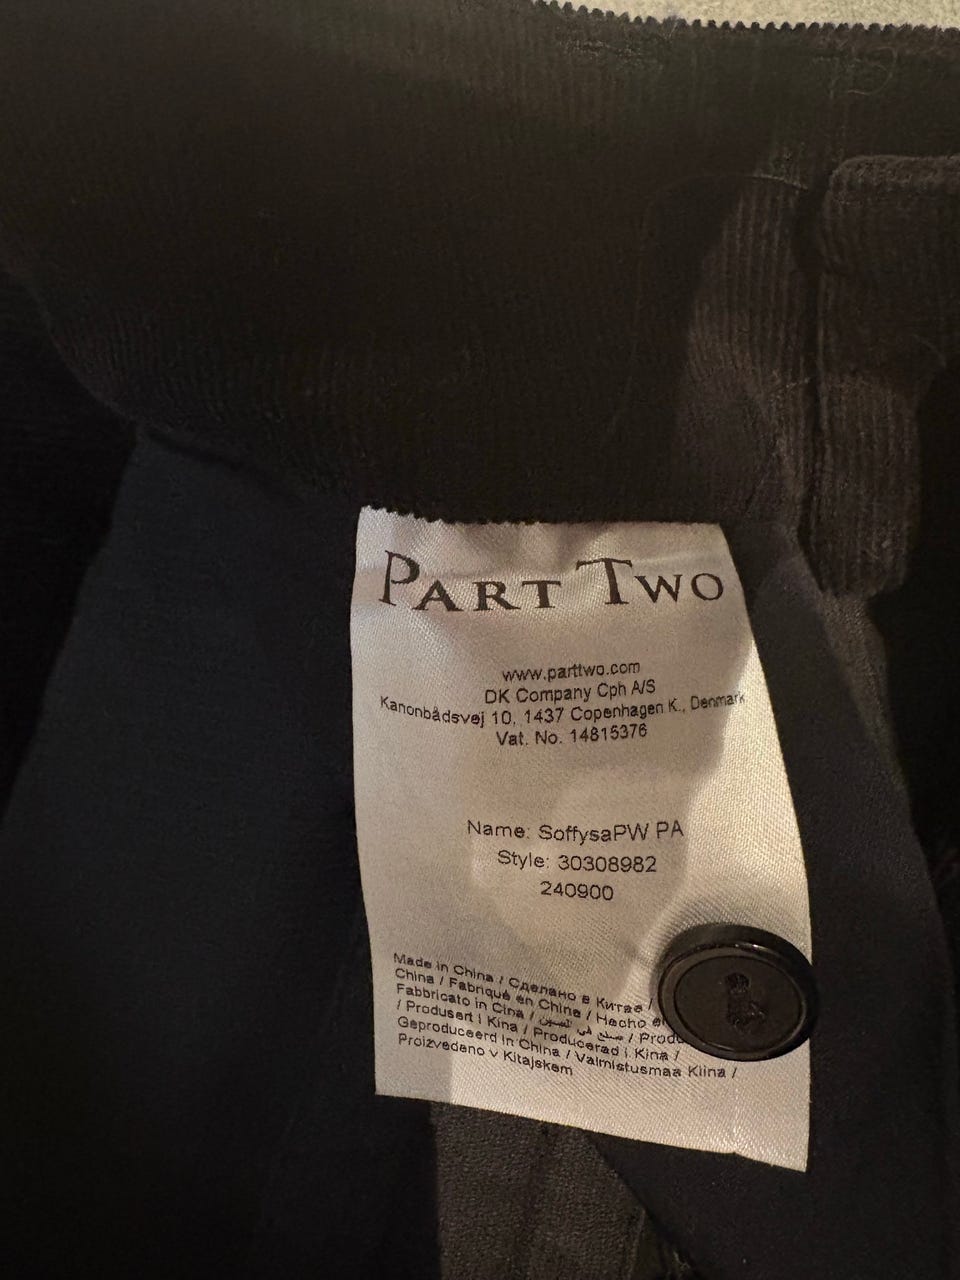 PART TWO
www.parttwo.com
DK Company Cph A/S
Kanonbådsvej 10, 1437 Copenhagen K., Denmark
Vat. No. 14815376
Name: SoffysaPW PA
Style: 30308982
240900
Made in China / Сделано в Китае /
China / Fabriqué en Chine / Hecho en
Fabbricato in Cina / صنع في الصين /
/ Produsert i Kina / Producerad i Kina /
Geproduceerd in China / Valmistusmaa Kiina /
Proizvedano v Kitajskem